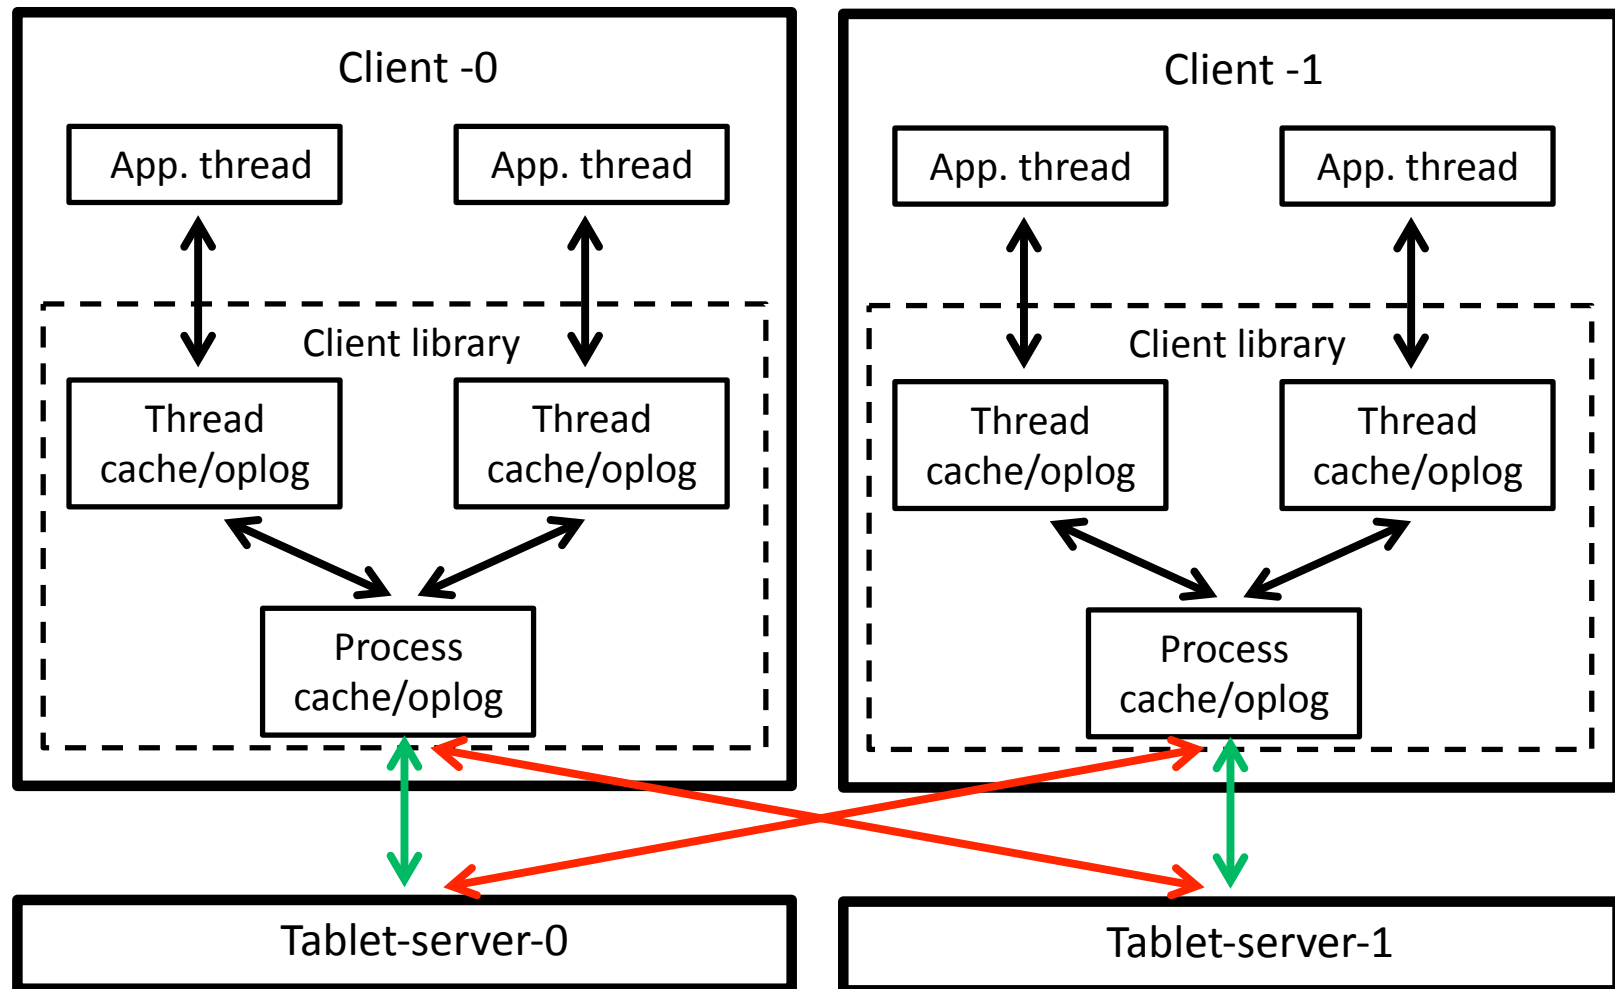 Client -0
App. thread
App. thread
Client library
Thread
cache/oplog
Thread
cache/oplog
Process
cache/oplog
Client -1
App. thread
App. thread
Client library
Thread
cache/oplog
Thread
cache/oplog
Process
cache/oplog
Tablet-server-0
Tablet-server-1